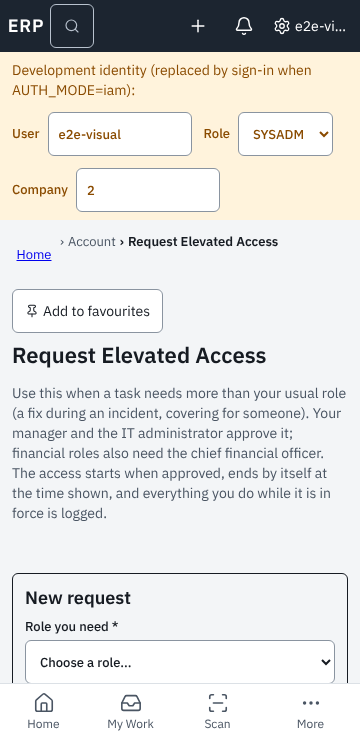 ERP
e2e-vi...
Development identity (replaced by sign-in when
AUTH_MODE=iam):
User e2e-visual Role SYSADM
Company 2
Home › Account › Request Elevated Access
Add to favourites
Request Elevated Access
Use this when a task needs more than your usual role
(a fix during an incident, covering for someone). Your
manager and the IT administrator approve it;
financial roles also need the chief financial officer.
The access starts when approved, ends by itself at
the time shown, and everything you do while it is in
force is logged.
New request
Role you need *
Choose a role...
Home My Work Scan More